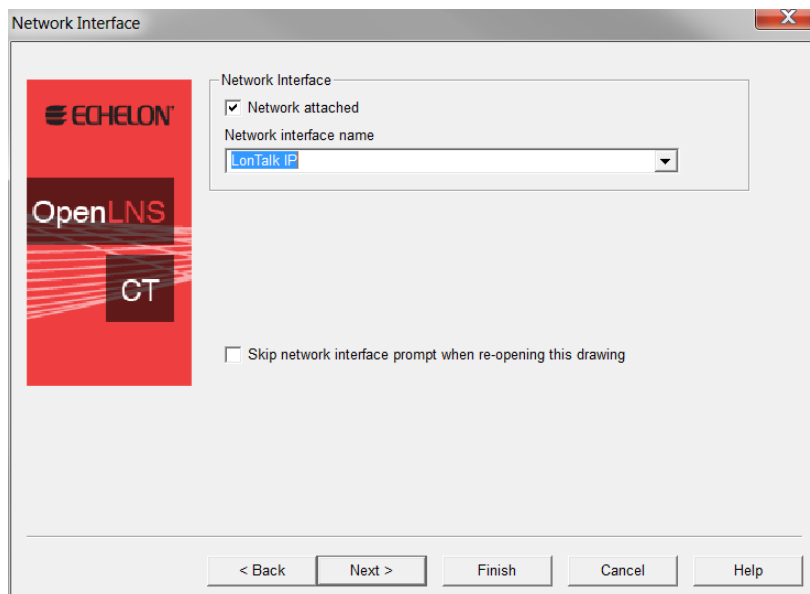 Network Interface
X
ECHELON
OpenLNS
CT
Network Interface
Network attached
Network interface name
LonTalk IP
Skip network interface prompt when re-opening this drawing
< Back
Next >
Finish
Cancel
Help